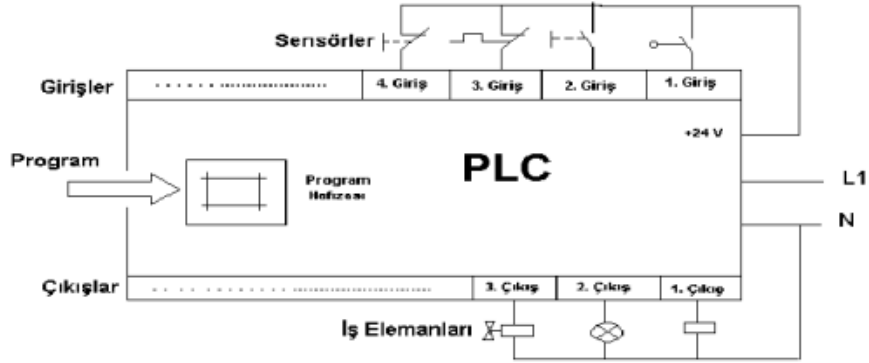 Sensörler
Girişler
4. Giriş
3. Giriş
2. Giriş
1. Giriş
+24 V
Program
PLC
Program
Hafızası
L1
N
Çıkışlar
3. Çıkış
2. Çıkış
1. Çıkış
İş Elemanları